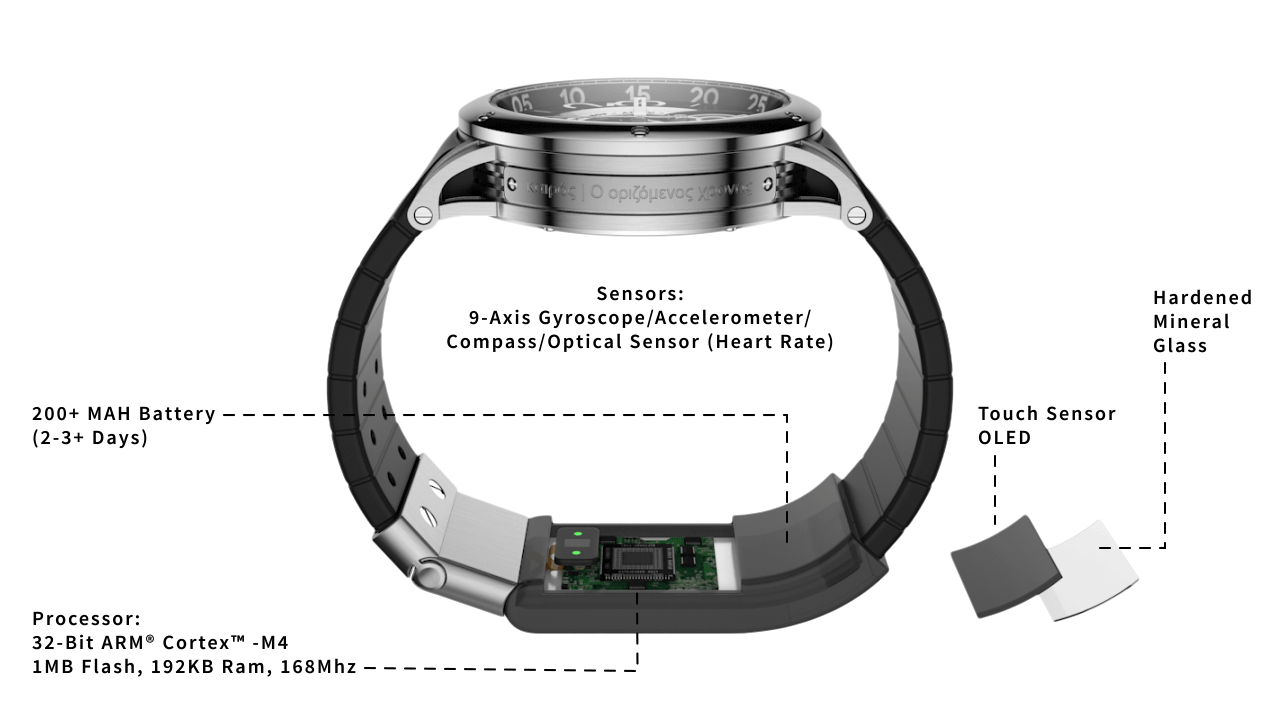 05 10 15 20 25
καιρός | Ο οριζόμενος χρόνος
Sensors:
9-Axis Gyroscope/Accelerometer/
Compass/Optical Sensor (Heart Rate)
Hardened
Mineral
Glass
200+ MAH Battery
(2-3+ Days)
Touch Sensor
OLED
Processor:
32-Bit ARM® Cortex™ -M4
1MB Flash, 192KB Ram, 168Mhz